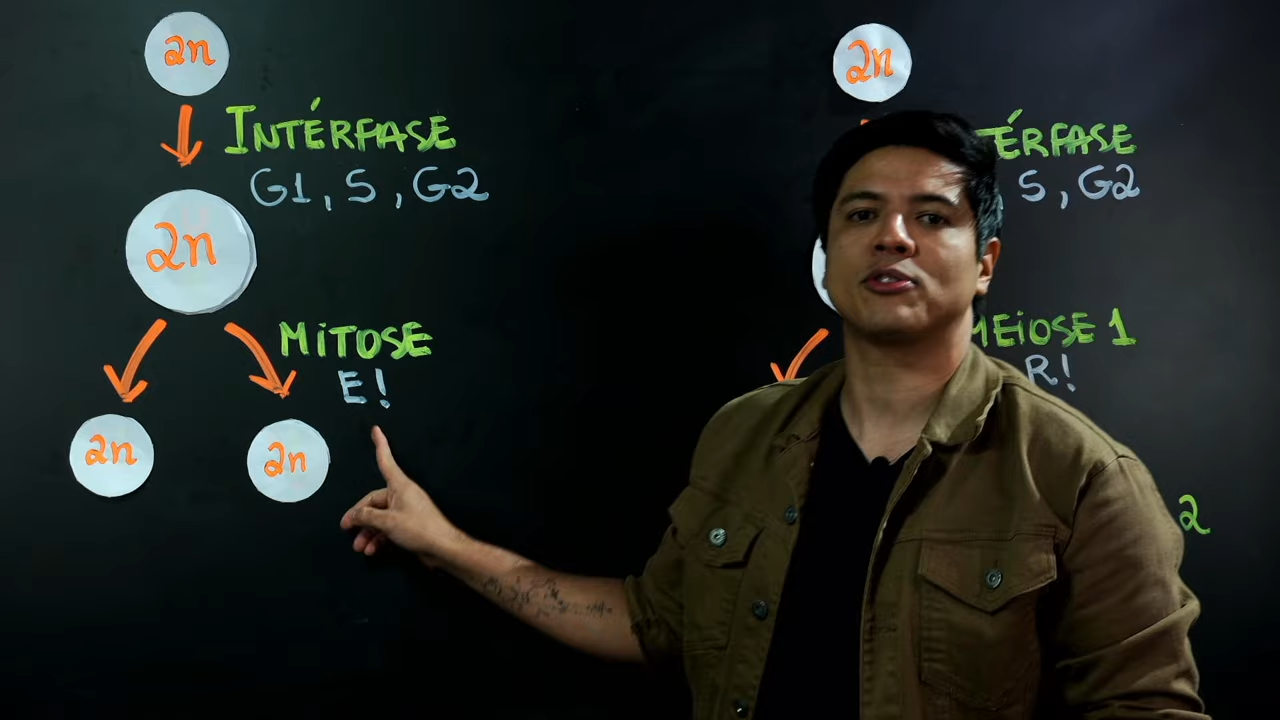 2n
INTÉRFASE
G1, S, G2
2n
MITOSE
E!
2n
2n
2n
TÉRFASE
, S, G2
MEIOSE 1
R!
2